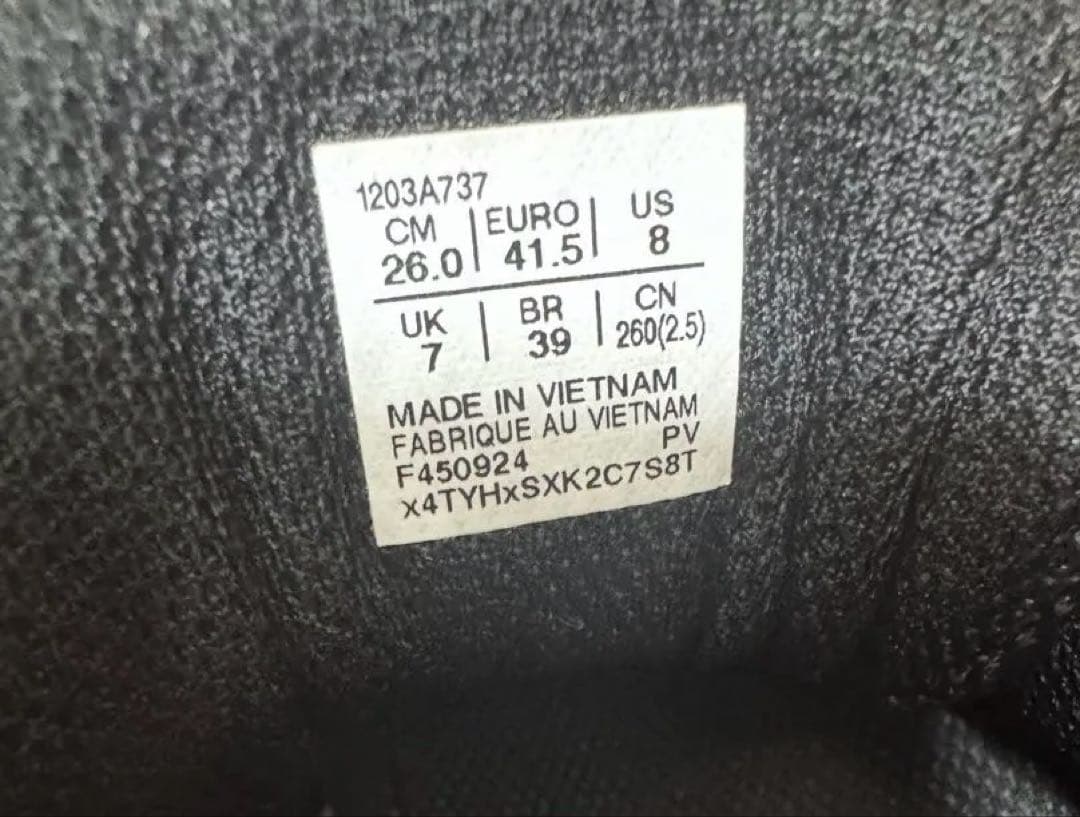 1203A737
CM | EURO | US
26.0 | 41.5 | 8
UK | BR | CN
7 | 39 | 260(2.5)
MADE IN VIETNAM
FABRIQUE AU VIETNAM
F450924 PV
x4TYHxSXK2C7S8T